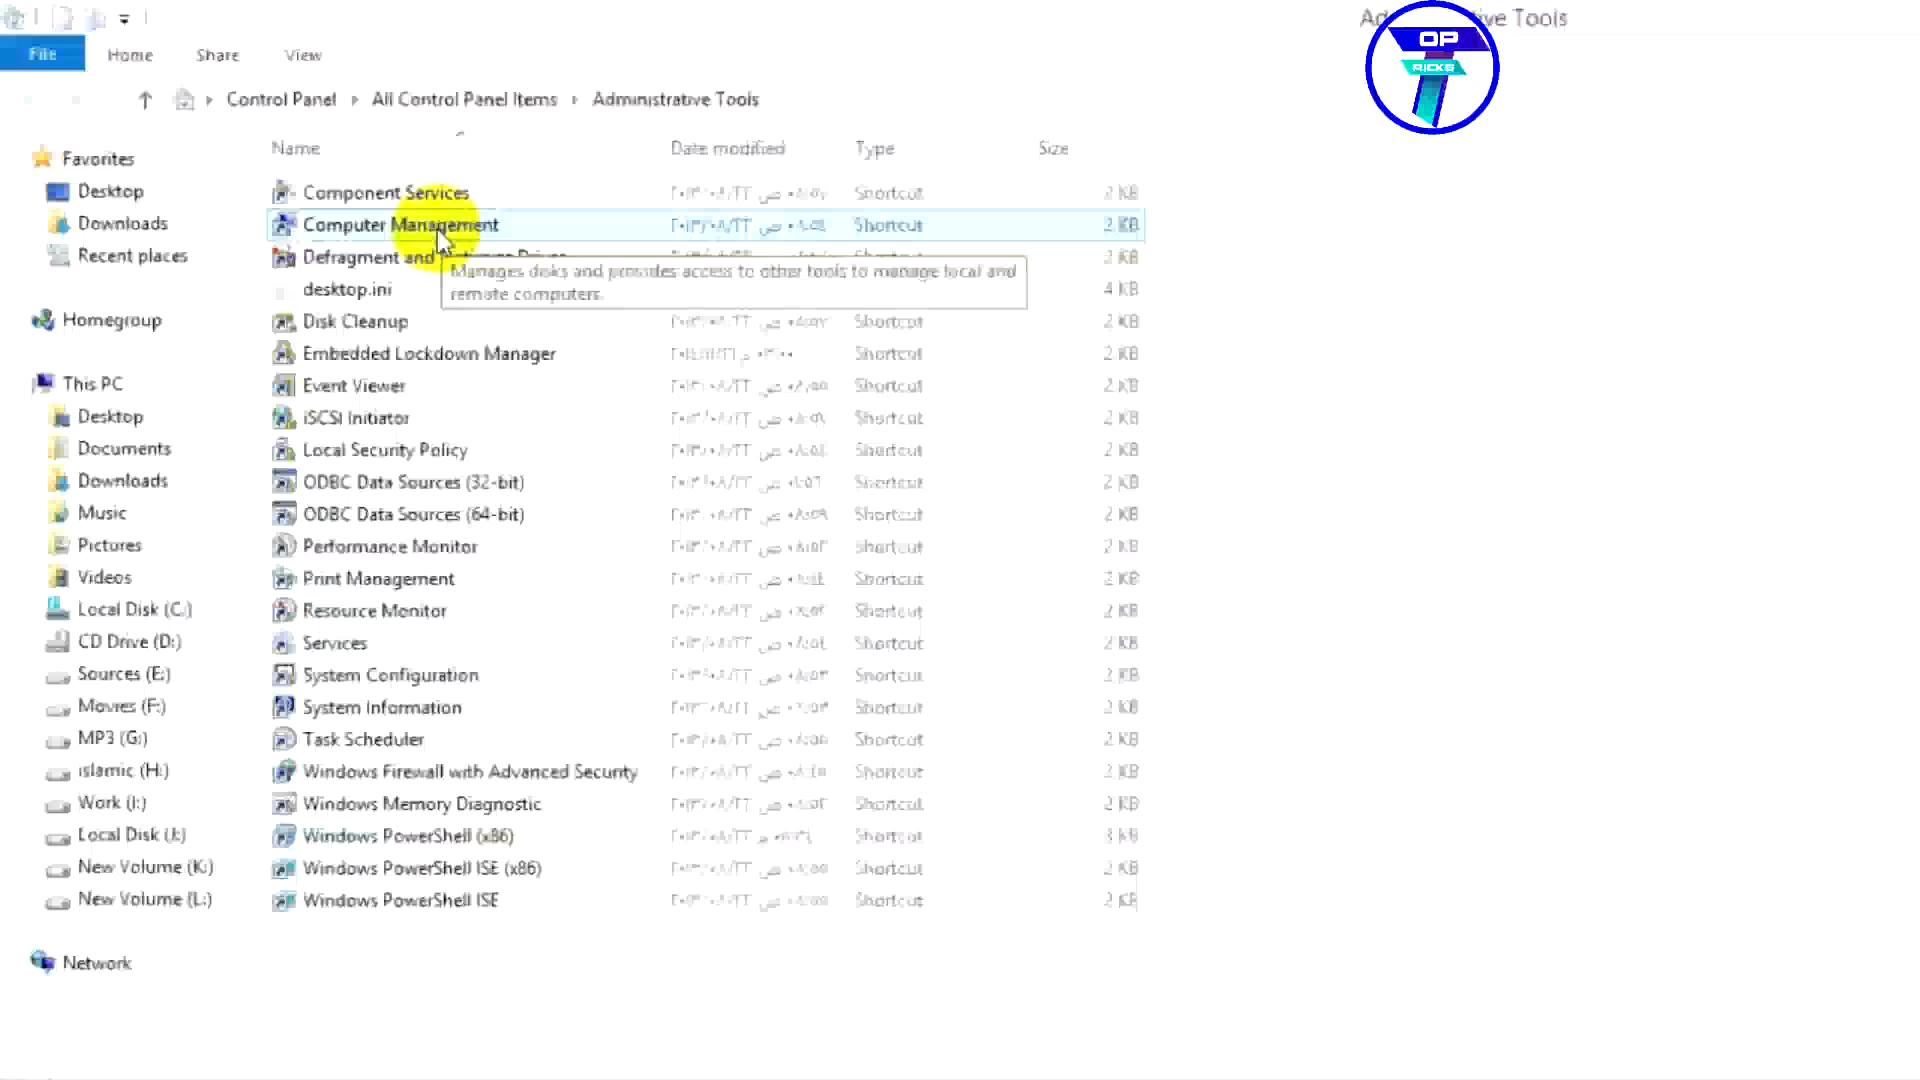 Tools
OP
RICKS
File Home Share View
Control Panel All Control Panel Items Administrative Tools
Name Date modified Type Size
Favorites
Desktop
Downloads
Recent places
Homegroup
This PC
Desktop
Documents
Downloads
Music
Pictures
Videos
Local Disk (C:)
CD Drive (D:)
Sources (E:)
Movies (F:)
MP3 (G:)
islamic (H:)
Work (I:)
Local Disk (J:)
New Volume (K:)
New Volume (L:)
Network
Component Services Shortcut 2 KB
Computer Management Shortcut 2 KB
Defragment and 2 KB
Manages disks and provides access to other tools to manage local and
remote computers.
desktop.ini 4 KB
Disk Cleanup Shortcut 2 KB
Embedded Lockdown Manager Shortcut 2 KB
Event Viewer Shortcut 2 KB
iSCSI Initiator Shortcut 2 KB
Local Security Policy Shortcut 2 KB
ODBC Data Sources (32-bit) Shortcut 2 KB
ODBC Data Sources (64-bit) Shortcut 2 KB
Performance Monitor Shortcut 2 KB
Print Management Shortcut 2 KB
Resource Monitor Shortcut 2 KB
Services Shortcut 2 KB
System Configuration Shortcut 2 KB
System Information Shortcut 2 KB
Task Scheduler Shortcut 2 KB
Windows Firewall with Advanced Security Shortcut 2 KB
Windows Memory Diagnostic Shortcut 2 KB
Windows PowerShell (x86) Shortcut 3 KB
Windows PowerShell ISE (x86) Shortcut 2 KB
Windows PowerShell ISE Shortcut 2 KB